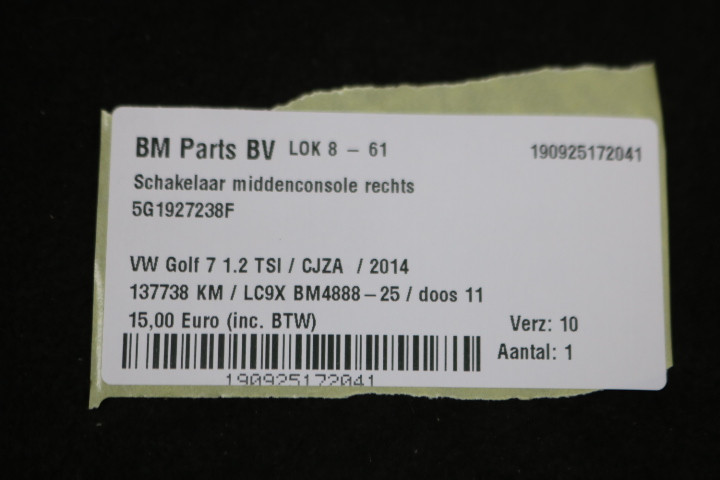 BM Parts BV LOK 8 - 61 190925172041
Schakelaar middenconsole rechts
5G1927238F
VW Golf 7 1.2 TSI / CJZA / 2014
137738 KM / LC9X BM4888-25 / doos 11
15,00 Euro (inc. BTW) Verz: 10
Aantal: 1
190925172041